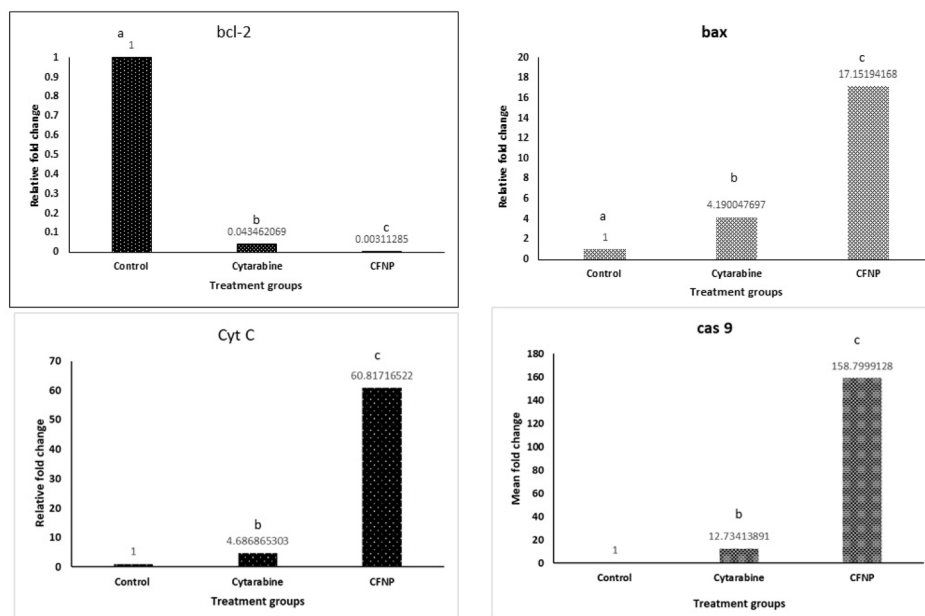 bcl-2
a
1
1
0.9
0.8
0.7
0.6
0.5
0.4
0.3
0.2
0.1
0
Relative fold change
b
0.043462069
c
0.00311285
Control Cytarabine CFNP
Treatment groups
bax
20
18
16
14
12
10
8
6
4
2
0
Relative fold change
a
1
b
4.190047697
c
17.15194168
Control Cytarabine CFNP
Treatment groups
Cyt C
70
60
50
40
30
20
10
0
Relative fold change
1
b
4.686865303
c
60.81716522
Control Cytarabine CFNP
Treatment groups
cas 9
180
160
140
120
100
80
60
40
20
0
Mean fold change
1
b
12.73413891
c
158.7999128
Control Cytarabine CFNP
Treatment groups